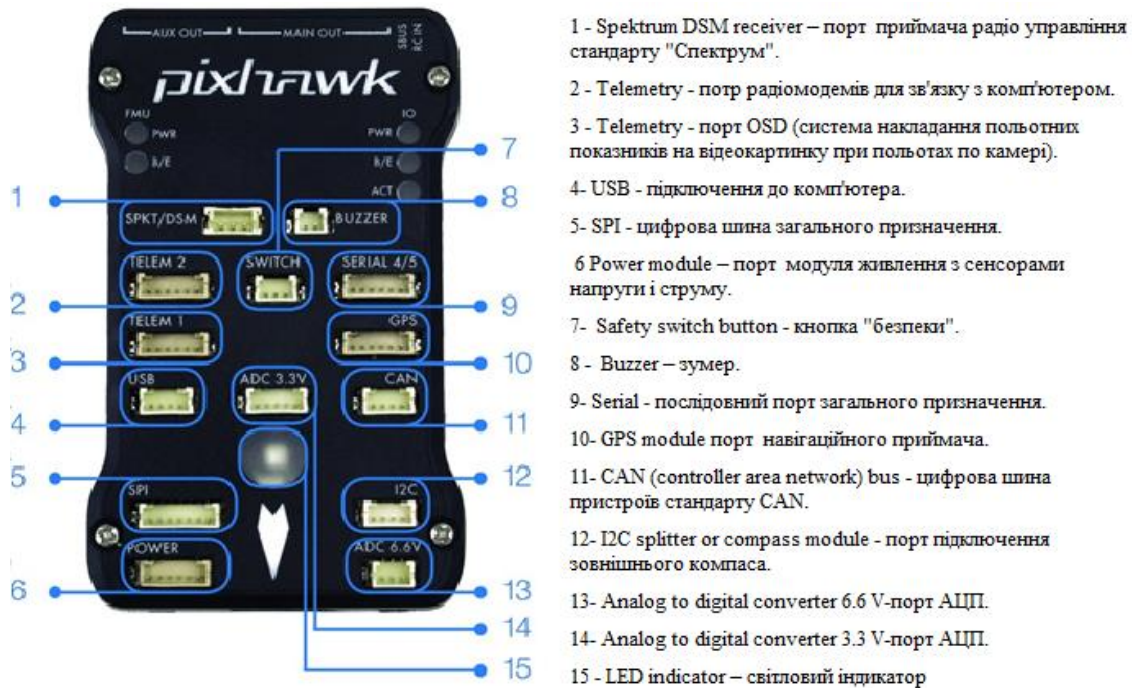 AUX OUT
MAIN OUT
SBUS
RC IN
pixhawk
FMU
IO
PWR
PWR
B/E
B/E
ACT
SPKT/DSM
BUZZER
TELEM 2
SWITCH
SERIAL 4/5
TELEM 1
GPS
USB
ADC 3.3V
CAN
SPI
I2C
POWER
ADC 6.6V
1
2
3
4
5
6
7
8
9
10
11
12
13
14
15
1 - Spektrum DSM receiver – порт приймача радіо управління
стандарту "Спектрум".
2 - Telemetry - потр радіомодемів для зв'язку з комп'ютером.
3 - Telemetry - порт OSD (система накладання польотних
показників на відеокартинку при польотах по камері).
4- USB - підключення до комп'ютера.
5- SPI - цифрова шина загального призначення.
6 Power module – порт модуля живлення з сенсорами
напруги і струму.
7- Safety switch button - кнопка "безпеки".
8 - Buzzer – зумер.
9- Serial - послідовний порт загального призначення.
10- GPS module порт навігаційного приймача.
11- CAN (controller area network) bus - цифрова шина
пристроїв стандарту CAN.
12- I2C splitter or compass module - порт підключення
зовнішнього компаса.
13- Analog to digital converter 6.6 V-порт АЦП.
14- Analog to digital converter 3.3 V-порт АЦП.
15 - LED indicator – світловий індикатор